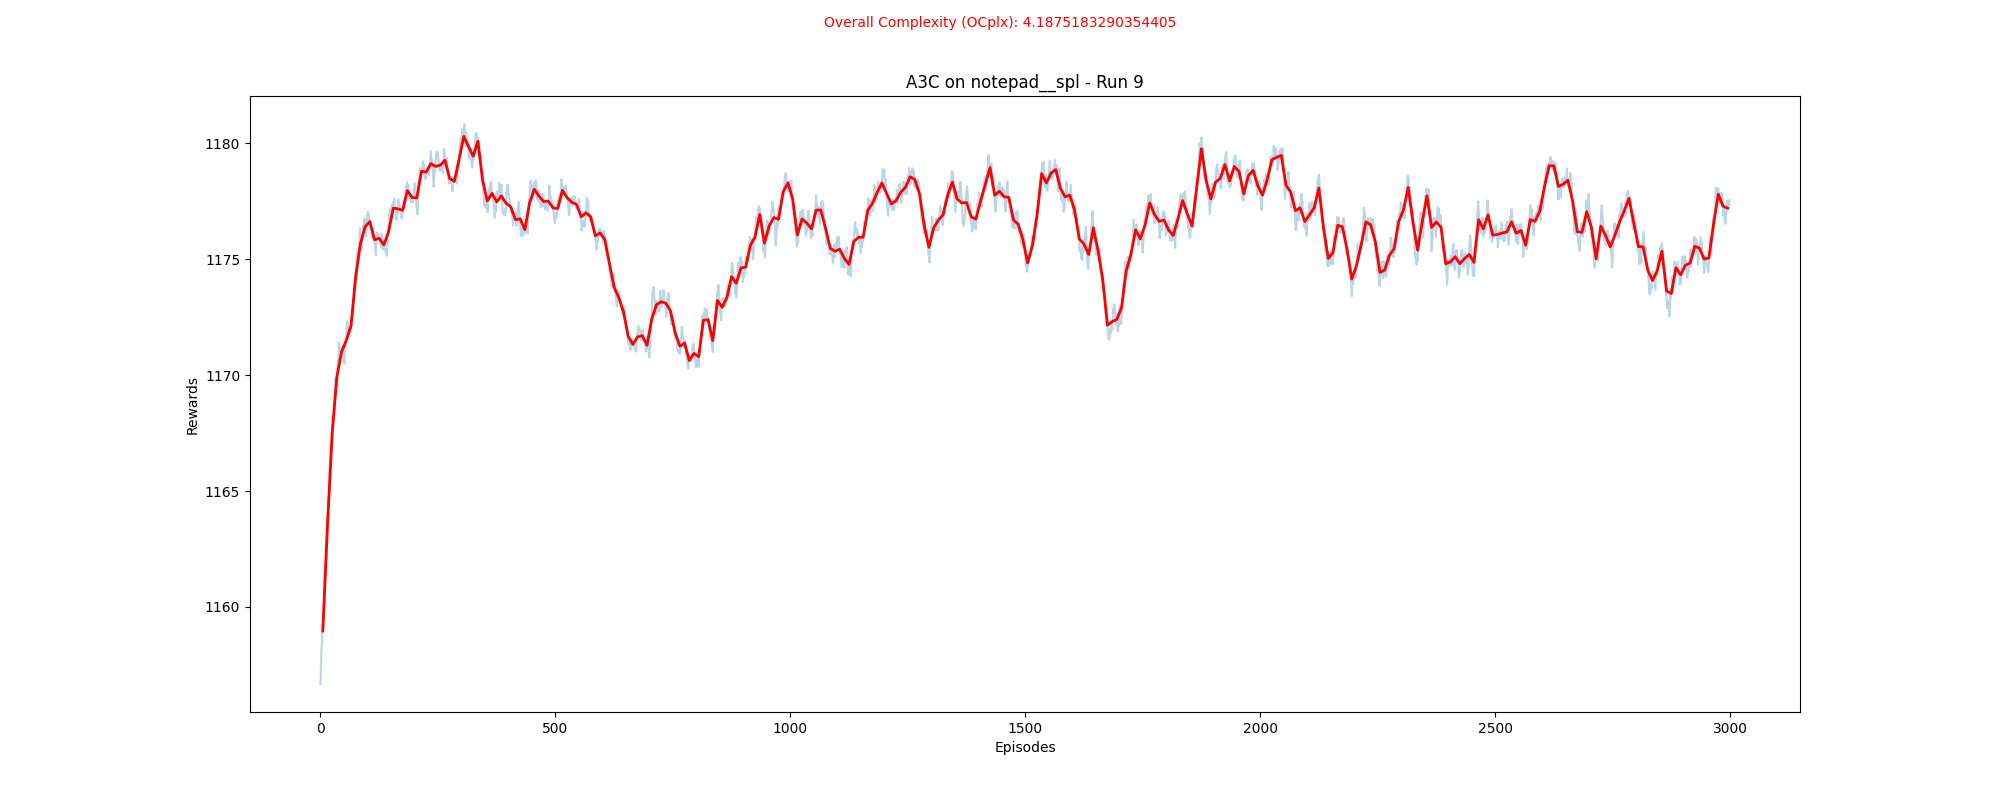 Overall Complexity (OCplx): 4.1875183290354405
A3C on notepad__spl - Run 9
1180
1175
1170
1165
1160
Rewards
0 500 1000 1500 2000 2500 3000
Episodes